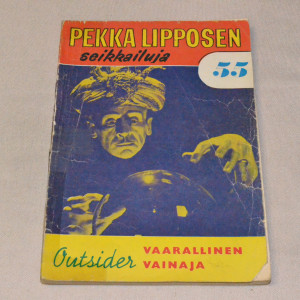 PEKKA LIPPOSEN
seikkailuja
55
Outsider
VAARALLINEN
VAINAJA